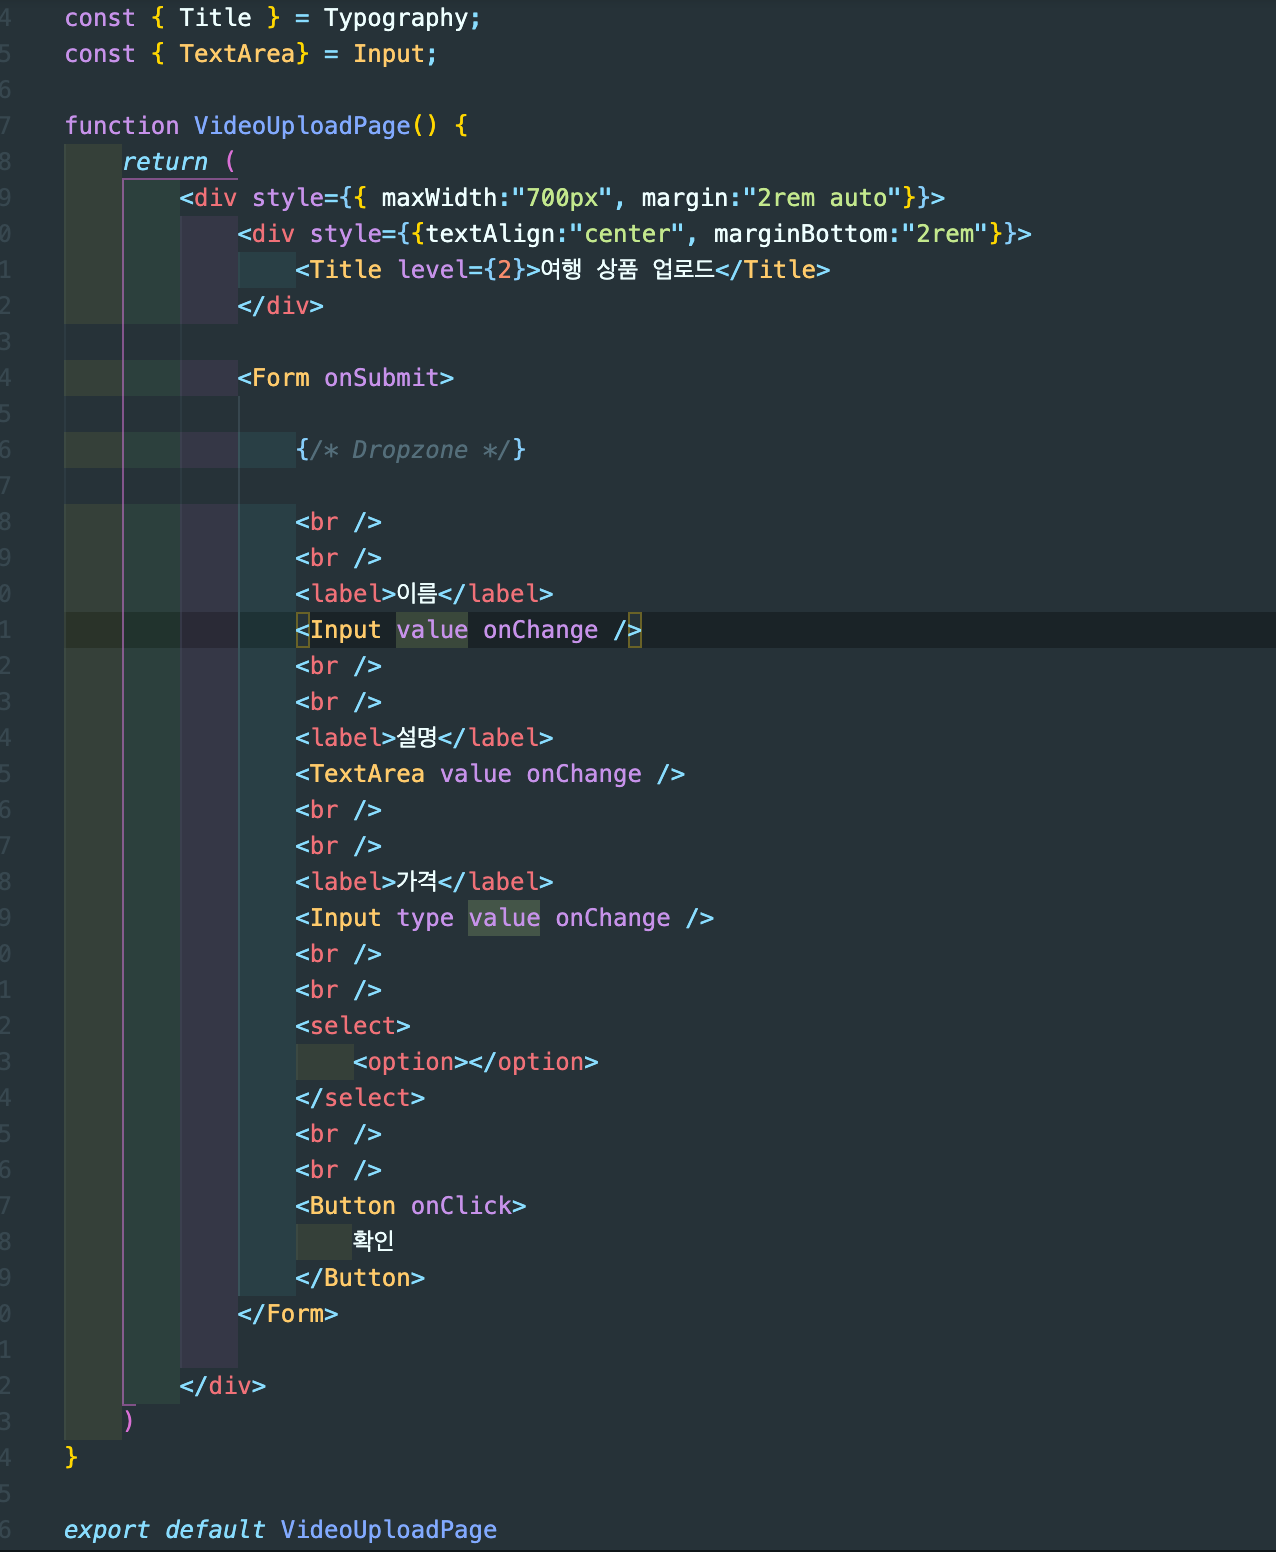 4 const { Title } = Typography;
5 const { TextArea} = Input;
6
7 function VideoUploadPage() {
8 return (
9 <div style={{ maxWidth:"700px", margin:"2rem auto"}}>
0 <div style={{textAlign:"center", marginBottom:"2rem"}}>
1 <Title level={2}>여행 상품 업로드</Title>
2 </div>
3
4 <Form onSubmit>
5
6 {/* Dropzone */}
7
8 <br />
9 <br />
0 <label>이름</label>
1 <Input value onChange />
2 <br />
3 <br />
4 <label>설명</label>
5 <TextArea value onChange />
6 <br />
7 <br />
8 <label>가격</label>
9 <Input type value onChange />
0 <br />
1 <br />
2 <select>
3 <option></option>
4 </select>
5 <br />
6 <br />
7 <Button onClick>
8 확인
9 </Button>
0 </Form>
1
2 </div>
3 )
4 }
5
6 export default VideoUploadPage